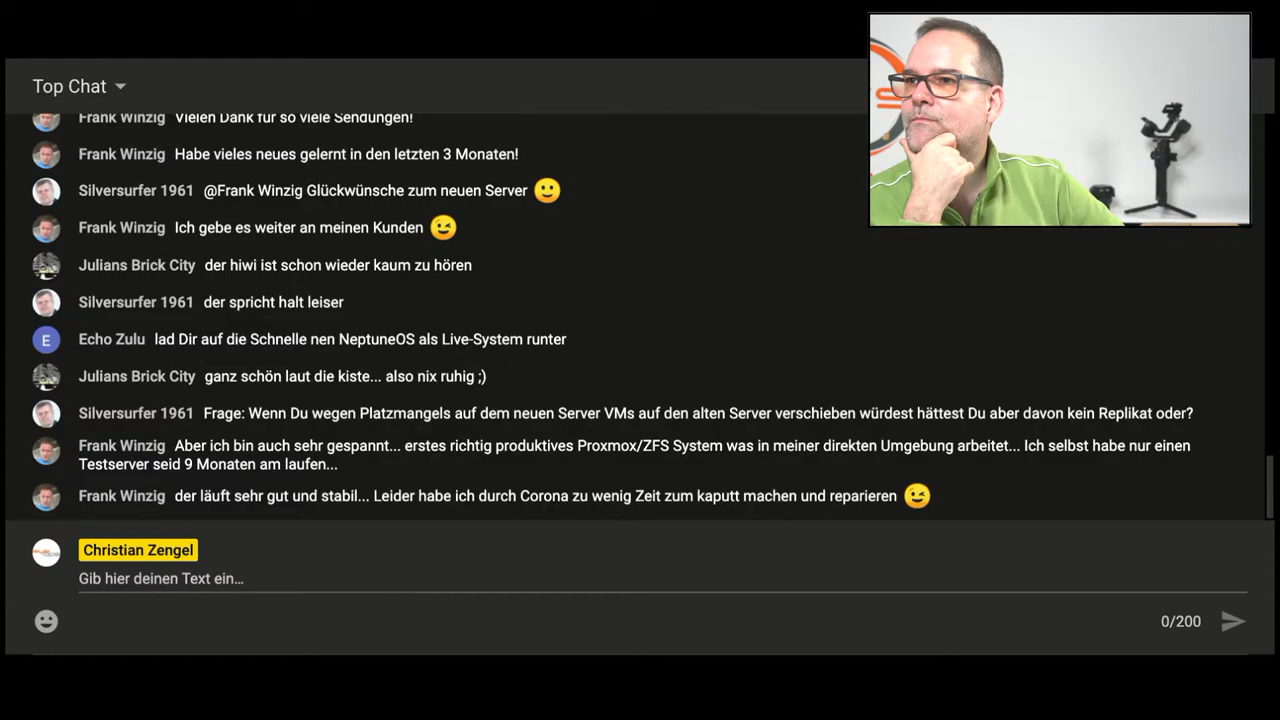 Top Chat
Frank Winzig Vielen Dank für so viele Sendungen!
Frank Winzig Habe vieles neues gelernt in den letzten 3 Monaten!
Silversurfer 1961 @Frank Winzig Glückwünsche zum neuen Server 🙂
Frank Winzig Ich gebe es weiter an meinen Kunden 😉
Julians Brick City der hiwi ist schon wieder kaum zu hören
Silversurfer 1961 der spricht halt leiser
E Echo Zulu lad Dir auf die Schnelle nen NeptuneOS als Live-System runter
Julians Brick City ganz schön laut die kiste... also nix ruhig ;)
Silversurfer 1961 Frage: Wenn Du wegen Platzmangels auf dem neuen Server VMs auf den alten Server verschieben würdest hättest Du aber davon kein Replikat oder?
Frank Winzig Aber ich bin auch sehr gespannt... erstes richtig produktives Proxmox/ZFS System was in meiner direkten Umgebung arbeitet... Ich selbst habe nur einen
Testserver seid 9 Monaten am laufen...
Frank Winzig der läuft sehr gut und stabil... Leider habe ich durch Corona zu wenig Zeit zum kaputt machen und reparieren 😉
Christian Zengel
Gib hier deinen Text ein...
0/200